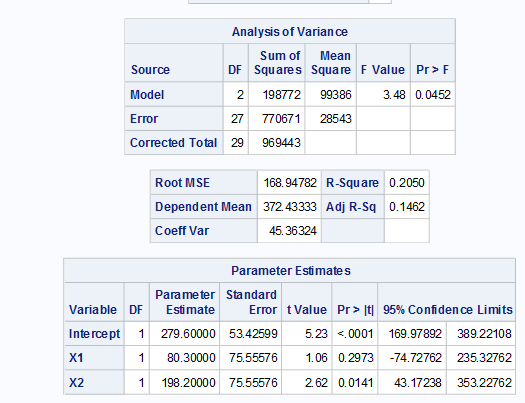 Analysis of Variance
Source DF Sum of Squares Mean Square F Value Pr > F
Model 2 198772 99386 3.48 0.0452
Error 27 770671 28543
Corrected Total 29 969443
Root MSE 168.94782 R-Square 0.2050
Dependent Mean 372.43333 Adj R-Sq 0.1462
Coeff Var 45.36324
Parameter Estimates
Variable DF Parameter Estimate Standard Error t Value Pr > |t| 95% Confidence Limits
Intercept 1 279.60000 53.42599 5.23 <.0001 169.97892 389.22108
X1 1 80.30000 75.55576 1.06 0.2973 -74.72762 235.32762
X2 1 198.20000 75.55576 2.62 0.0141 43.17238 353.22762